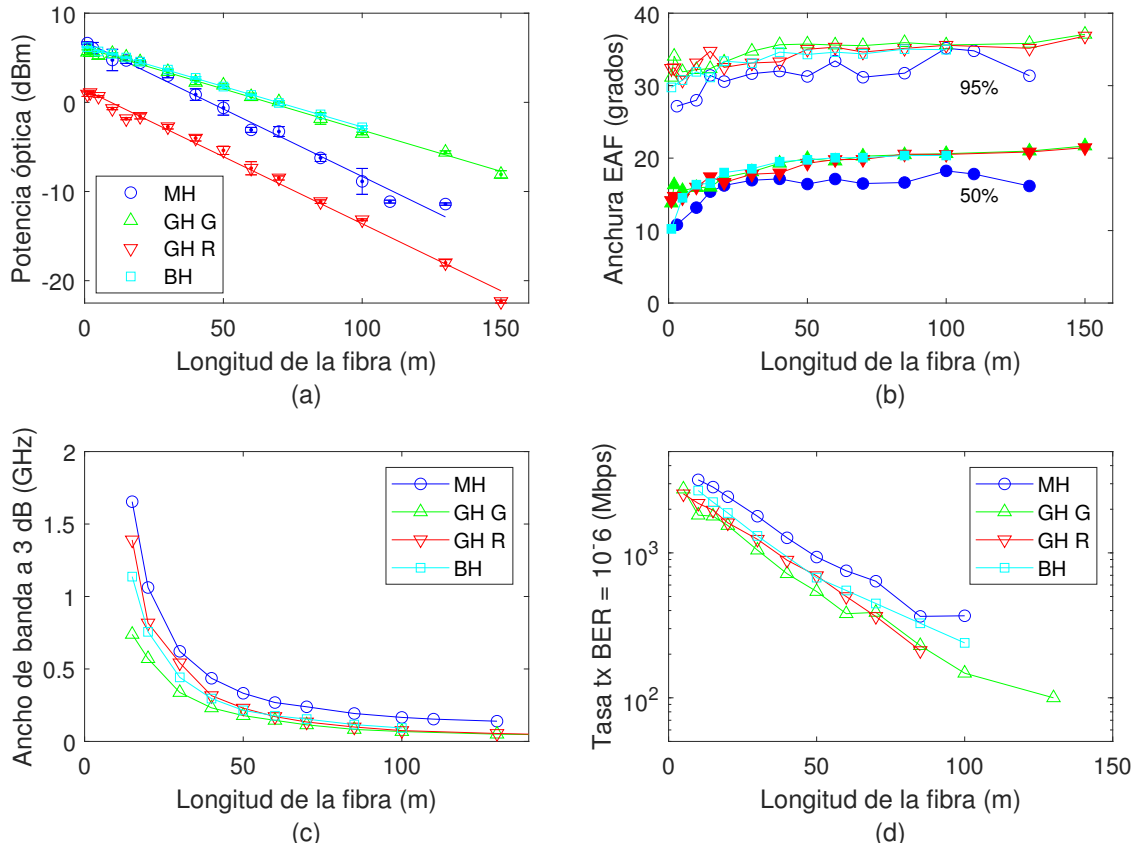 Potencia óptica (dBm)
10
0
-10
-20
MH
GH G
GH R
BH
0 50 100 150
Longitud de la fibra (m)
(a)
Anchura EAF (grados)
40
30
20
10
0
95%
50%
0 50 100 150
Longitud de la fibra (m)
(b)
Ancho de banda a 3 dB (GHz)
2
1.5
1
0.5
0
MH
GH G
GH R
BH
0 50 100
Longitud de la fibra (m)
(c)
Tasa tx BER = 10-6 (Mbps)
10^3
10^2
MH
GH G
GH R
BH
0 50 100 150
Longitud de la fibra (m)
(d)